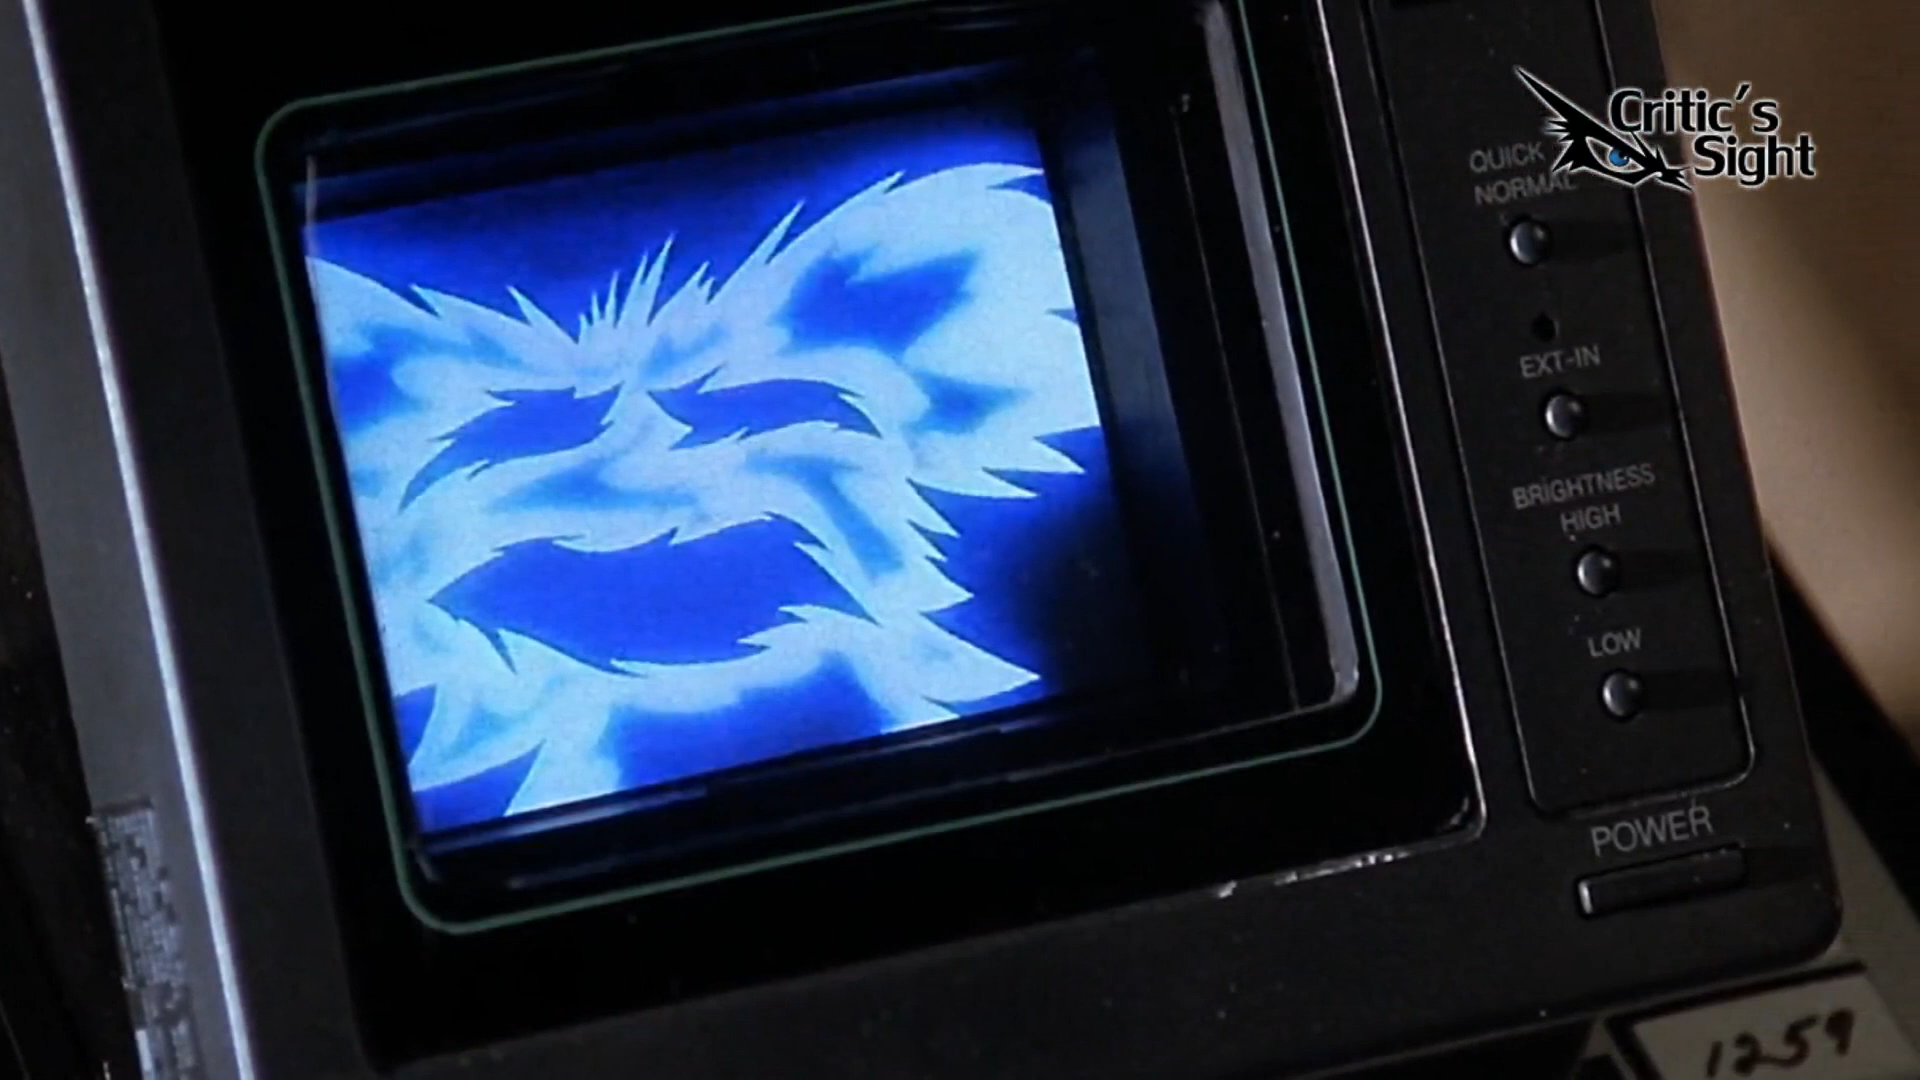 Critic's
Sight
QUICK
NORMAL
EXT-IN
BRIGHTNESS
HIGH
LOW
POWER
1259